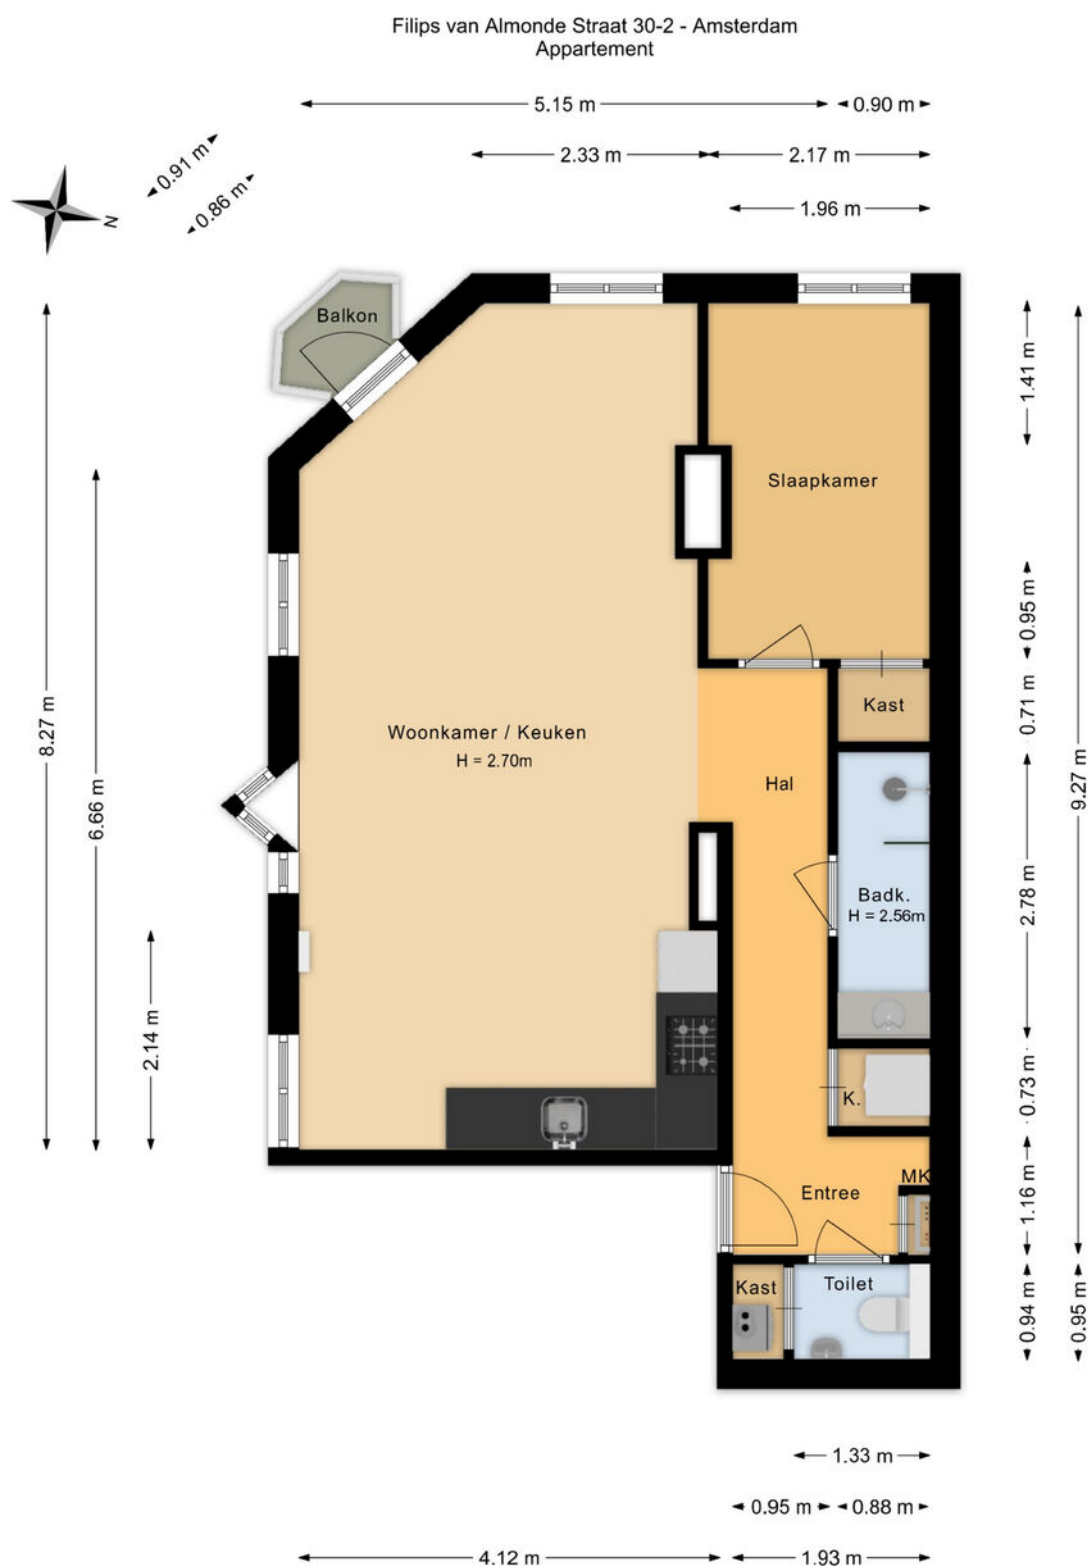 Filips van Almonde Straat 30-2 - Amsterdam
Appartement
5.15 m
0.90 m
2.33 m
2.17 m
1.96 m
0.91 m
0.86 m
N
Balkon
1.41 m
Slaapkamer
0.95 m
Kast
0.71 m
8.27 m
Woonkamer / Keuken
H = 2.70m
Hal
9.27 m
6.66 m
Badk.
H = 2.56m
2.78 m
2.14 m
K.
0.73 m
MK
Entree
1.16 m
Kast
Toilet
0.94 m
0.95 m
1.33 m
0.95 m
0.88 m
4.12 m
1.93 m